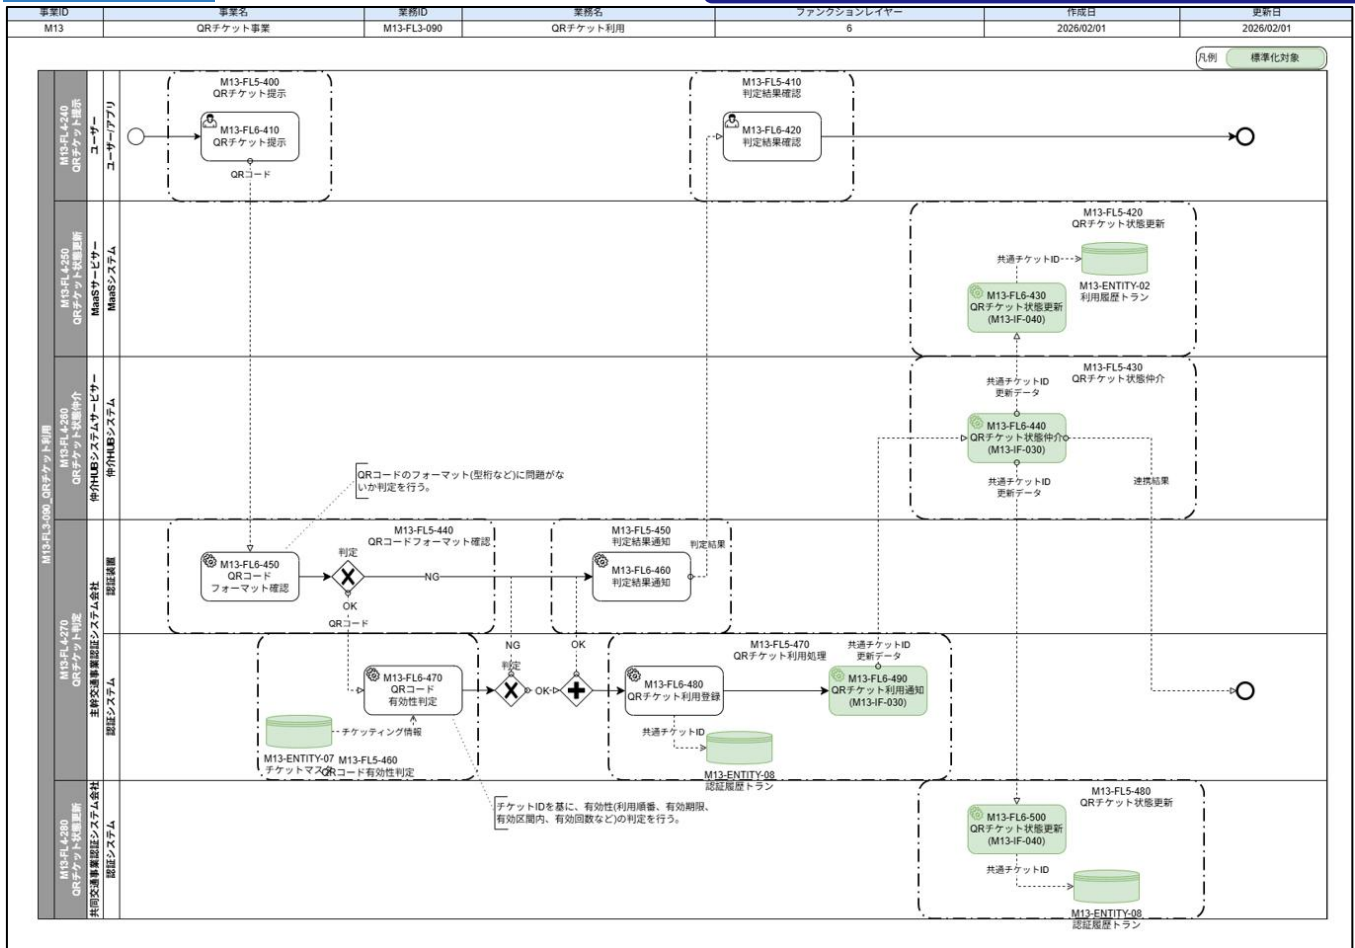 事業ID
事業名
業務ID
業務名
ファンクションレイヤー
作成日
更新日
M13
QRチケット事業
M13-FL3-090
QRチケット利用
6
2026/02/01
2026/02/01
凡例
標準化対象
M13-FL3-090_QRチケット利用
M13-FL4-240
QRチケット提示
ユーザー
ユーザー/アプリ
M13-FL5-400
QRチケット提示
M13-FL6-410
QRチケット提示
QRコード
M13-FL5-410
判定結果確認
M13-FL6-420
判定結果確認
M13-FL4-250
QRチケット状態更新
MaaSサービサー
MaaSシステム
M13-FL5-420
QRチケット状態更新
共通チケットID
M13-ENTITY-02
利用履歴トラン
M13-FL6-430
QRチケット状態更新
(M13-IF-040)
M13-FL4-260
QRチケット状態仲介
仲介HUBシステムサービサー
仲介HUBシステム
M13-FL5-430
QRチケット状態仲介
共通チケットID
更新データ
M13-FL6-440
QRチケット状態仲介
(M13-IF-030)
共通チケットID
更新データ
連携結果
QRコードのフォーマット(型桁など)に問題がな
いか判定を行う。
M13-FL4-270
QRチケット判定
主幹交通事業認証システム会社
認証装置
M13-FL5-440
QRコードフォーマット確認
M13-FL6-450
QRコード
フォーマット確認
判定
NG
OK
QRコード
M13-FL5-450
判定結果通知
M13-FL6-460
判定結果通知
判定結果
認証システム
M13-FL6-470
QRコード
有効性判定
チケッティング情報
M13-ENTITY-07
チケットマスタ
M13-FL5-460
QRコード有効性判定
NG
判定
OK
OK
M13-FL5-470
QRチケット利用処理
M13-FL6-480
QRチケット利用登録
共通チケットID
M13-ENTITY-08
認証履歴トラン
共通チケットID
更新データ
M13-FL6-490
QRチケット利用通知
(M13-IF-030)
チケットIDを基に、有効性(利用順番、有効期限、
有効区間内、有効回数など)の判定を行う。
M13-FL4-280
QRチケット状態更新
共同交通事業認証システム会社
認証システム
M13-FL5-480
QRチケット状態更新
M13-FL6-500
QRチケット状態更新
(M13-IF-040)
共通チケットID
M13-ENTITY-08
認証履歴トラン